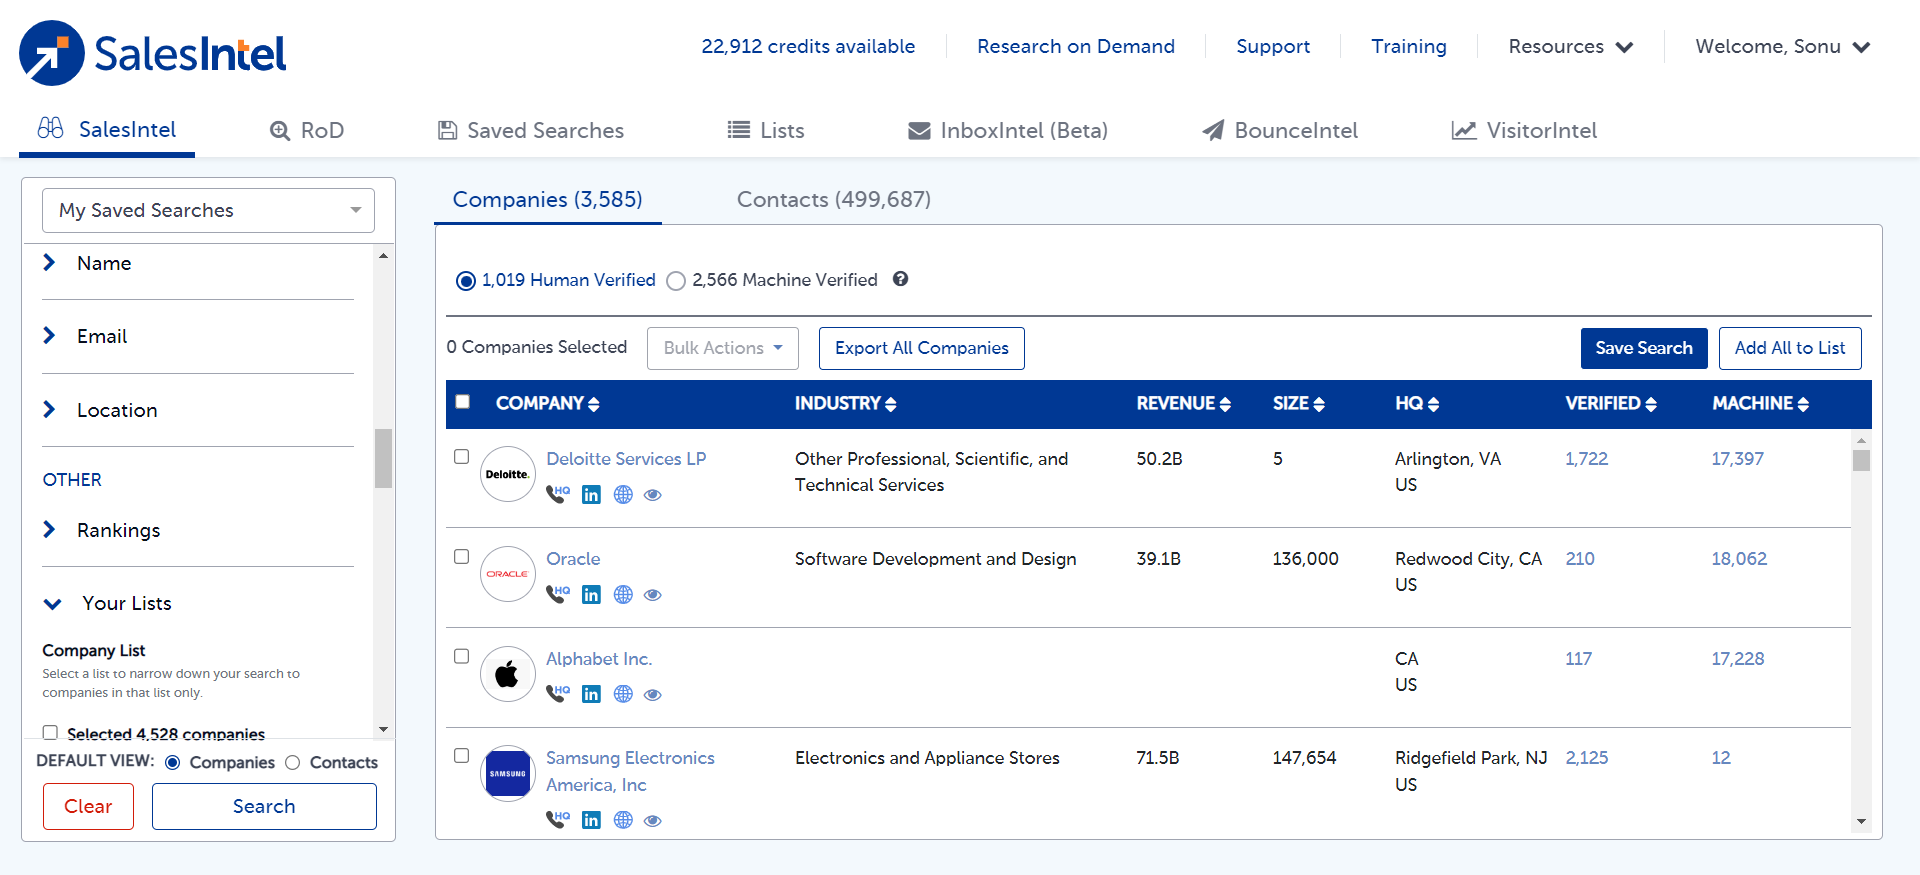 SalesIntel
22,912 credits available
Research on Demand
Support
Training
Resources
Welcome, Sonu
SalesIntel
RoD
Saved Searches
Lists
InboxIntel (Beta)
BounceIntel
VisitorIntel
My Saved Searches
Name
Email
Location
OTHER
Rankings
Your Lists
Company List
Select a list to narrow down your search to
companies in that list only.
Selected 4,528 companies
DEFAULT VIEW: Companies Contacts
Clear
Search
Companies (3,585)
Contacts (499,687)
1,019 Human Verified
2,566 Machine Verified
?
0 Companies Selected
Bulk Actions
Export All Companies
Save Search
Add All to List
COMPANY INDUSTRY REVENUE SIZE HQ VERIFIED MACHINE
Deloitte.
Deloitte Services LP
HQ in
Other Professional, Scientific, and
Technical Services
50.2B
5
Arlington, VA
US
1,722
17,397
ORACLE
Oracle
HQ in
Software Development and Design
39.1B
136,000
Redwood City, CA
US
210
18,062
Alphabet Inc.
HQ in
CA
US
117
17,228
SAMSUNG
Samsung Electronics
America, Inc
HQ in
Electronics and Appliance Stores
71.5B
147,654
Ridgefield Park, NJ
US
2,125
12